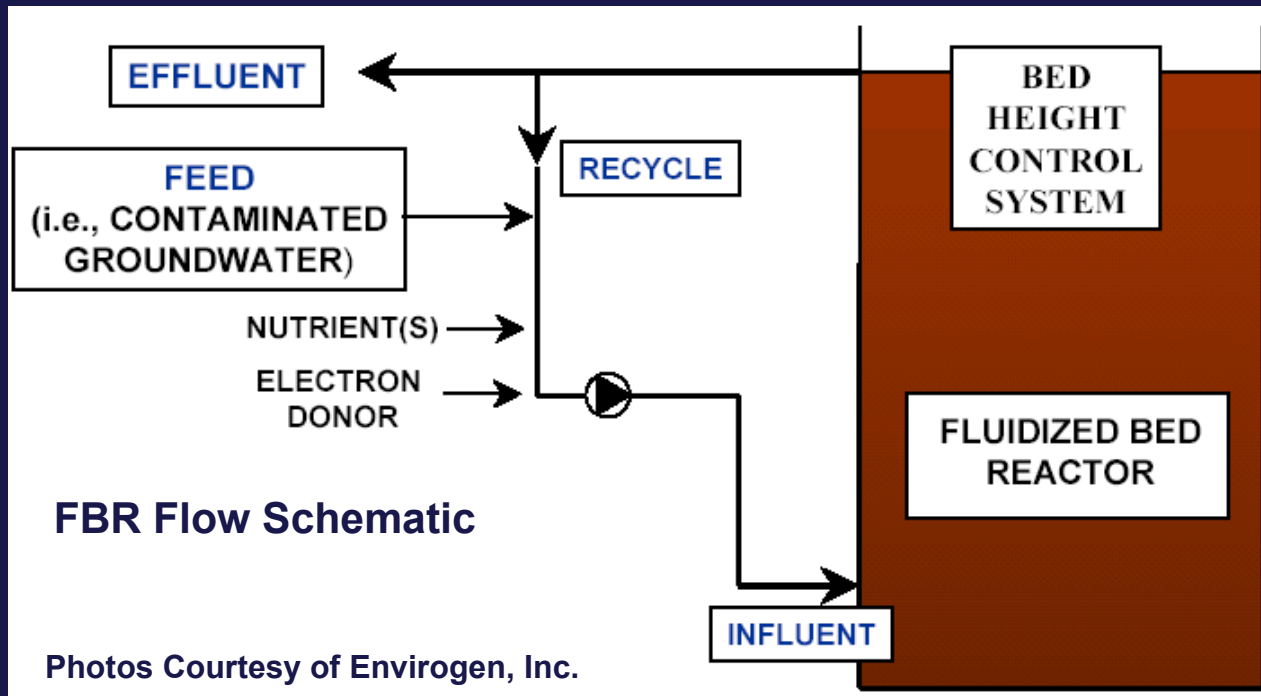 EFFLUENT
RECYCLE
FEED
(i.e., CONTAMINATED
GROUNDWATER)
NUTRIENT(S)
ELECTRON
DONOR
BED
HEIGHT
CONTROL
SYSTEM
FLUIDIZED BED
REACTOR
FBR Flow Schematic
INFLUENT
Photos Courtesy of Envirogen, Inc.